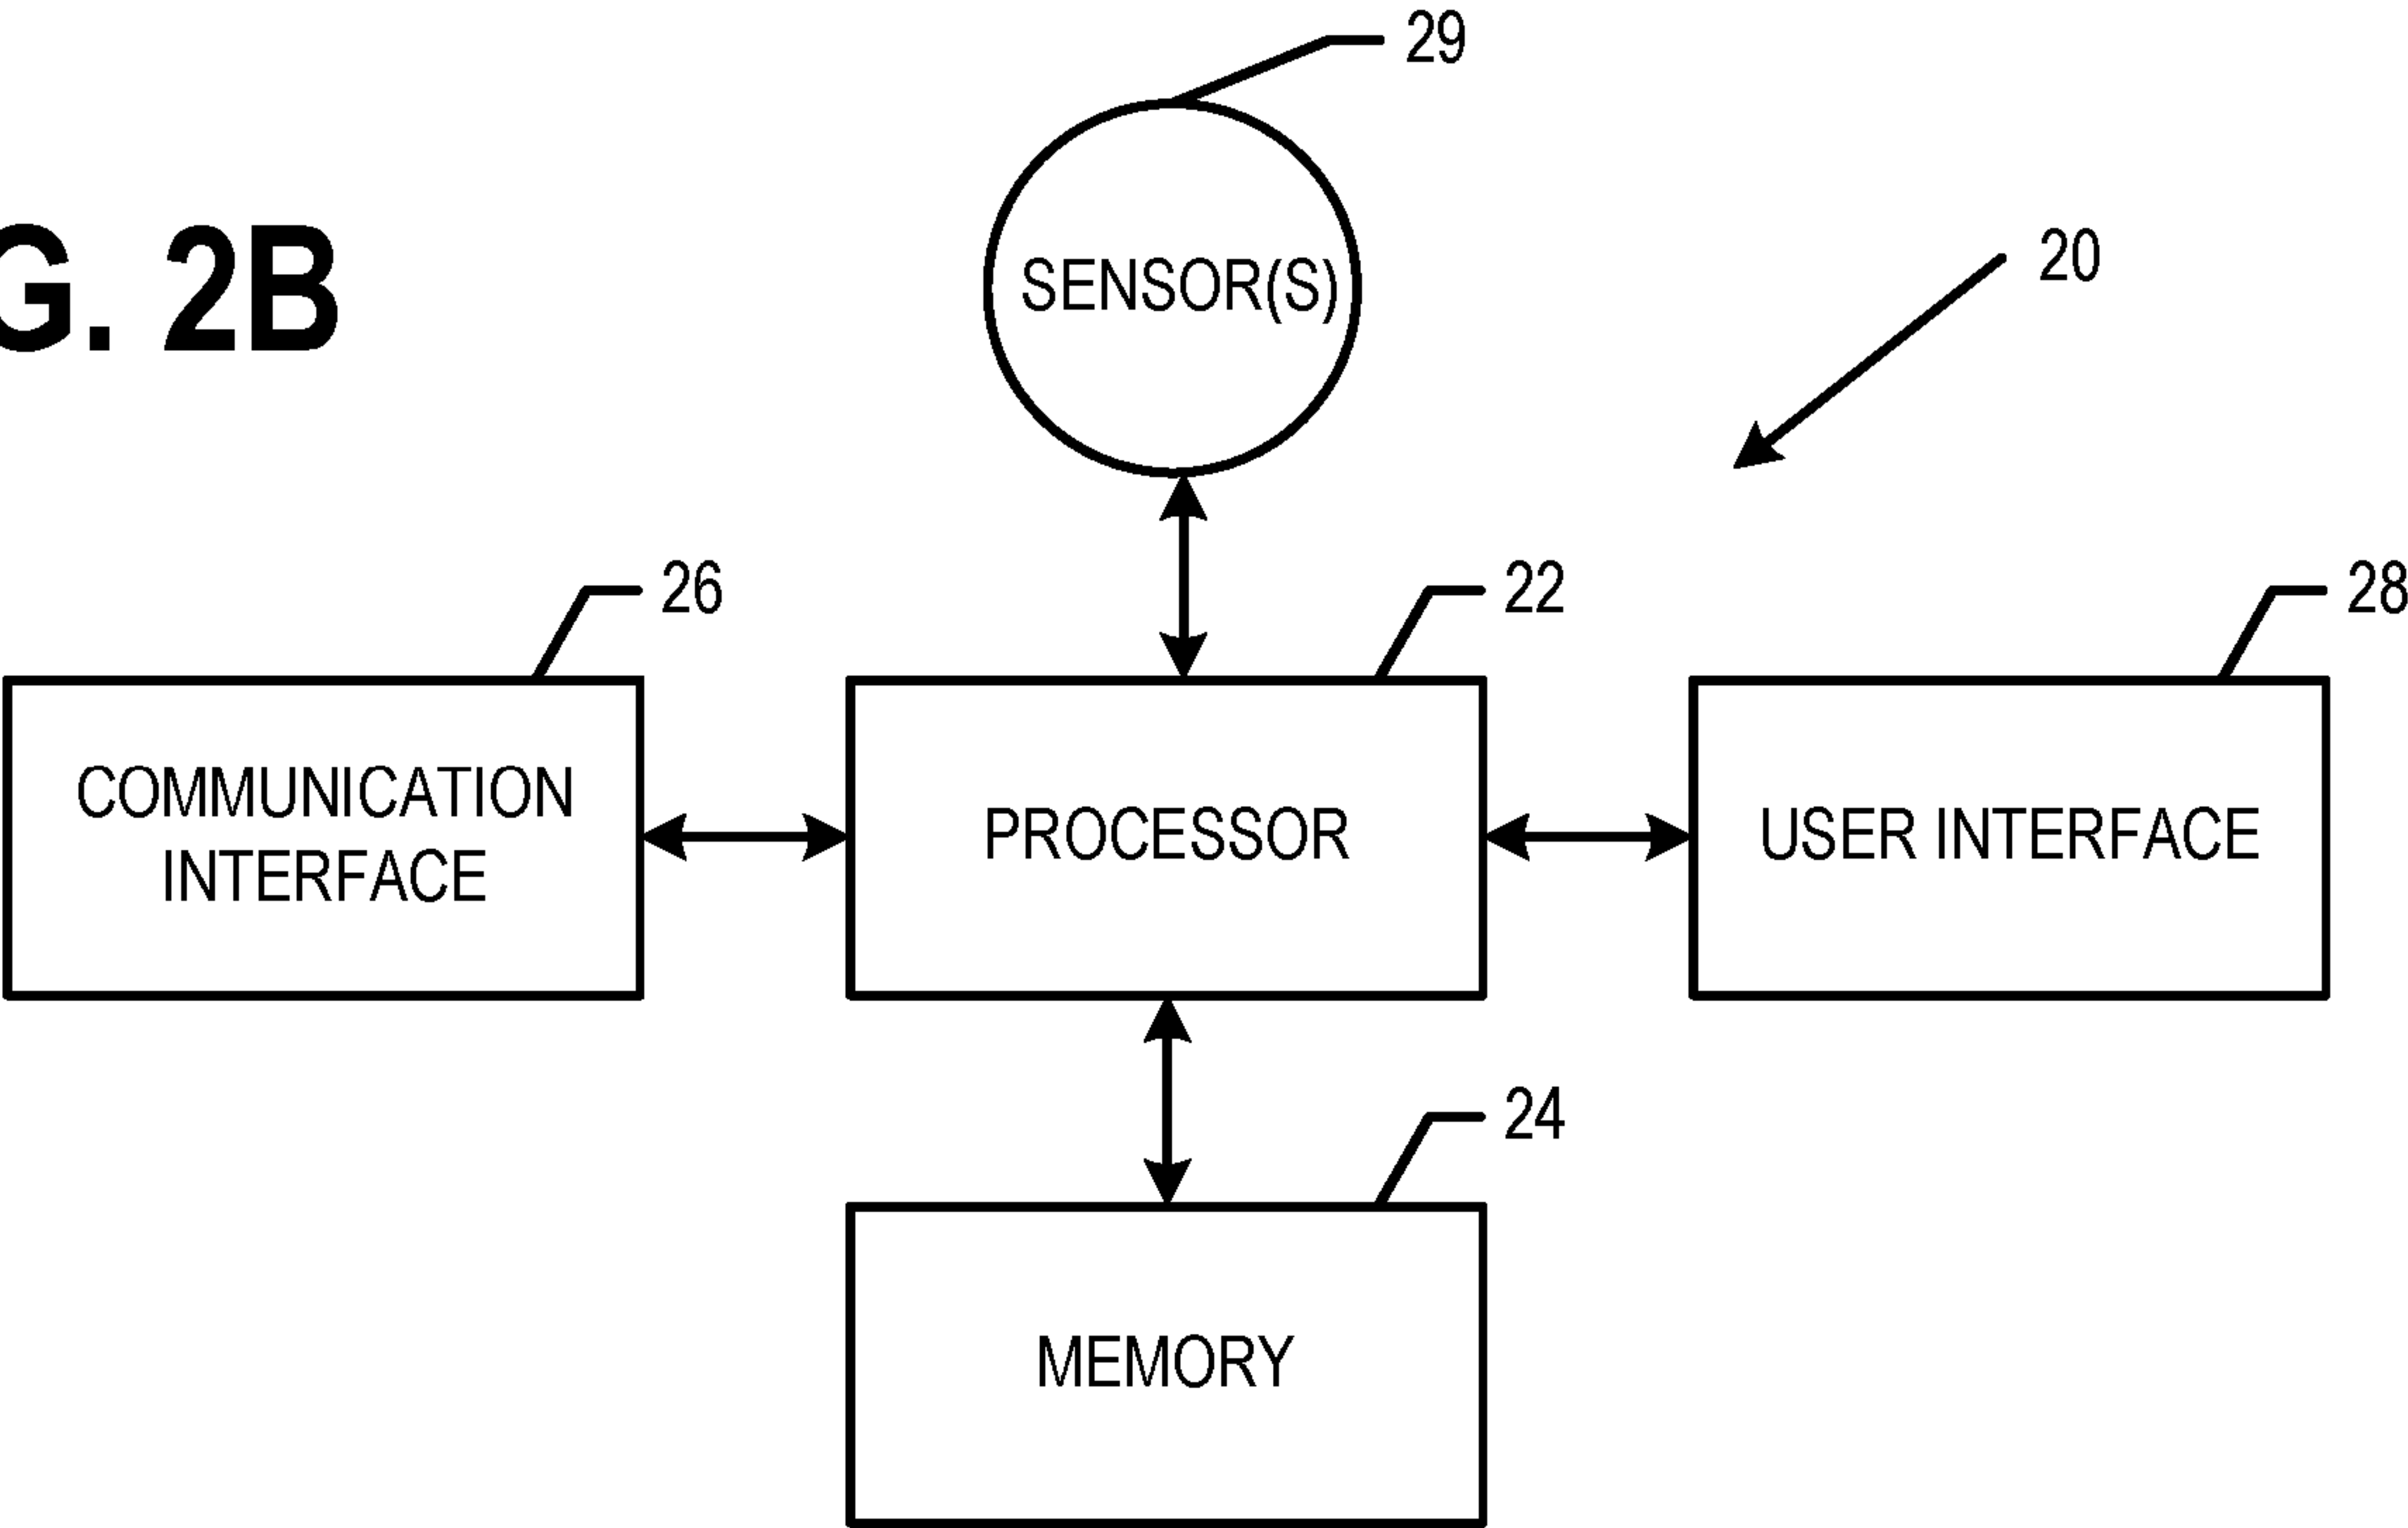 29
G. 2B
SENSOR(S)
20
26
22
28
COMMUNICATION
INTERFACE
PROCESSOR
USER INTERFACE
24
MEMORY